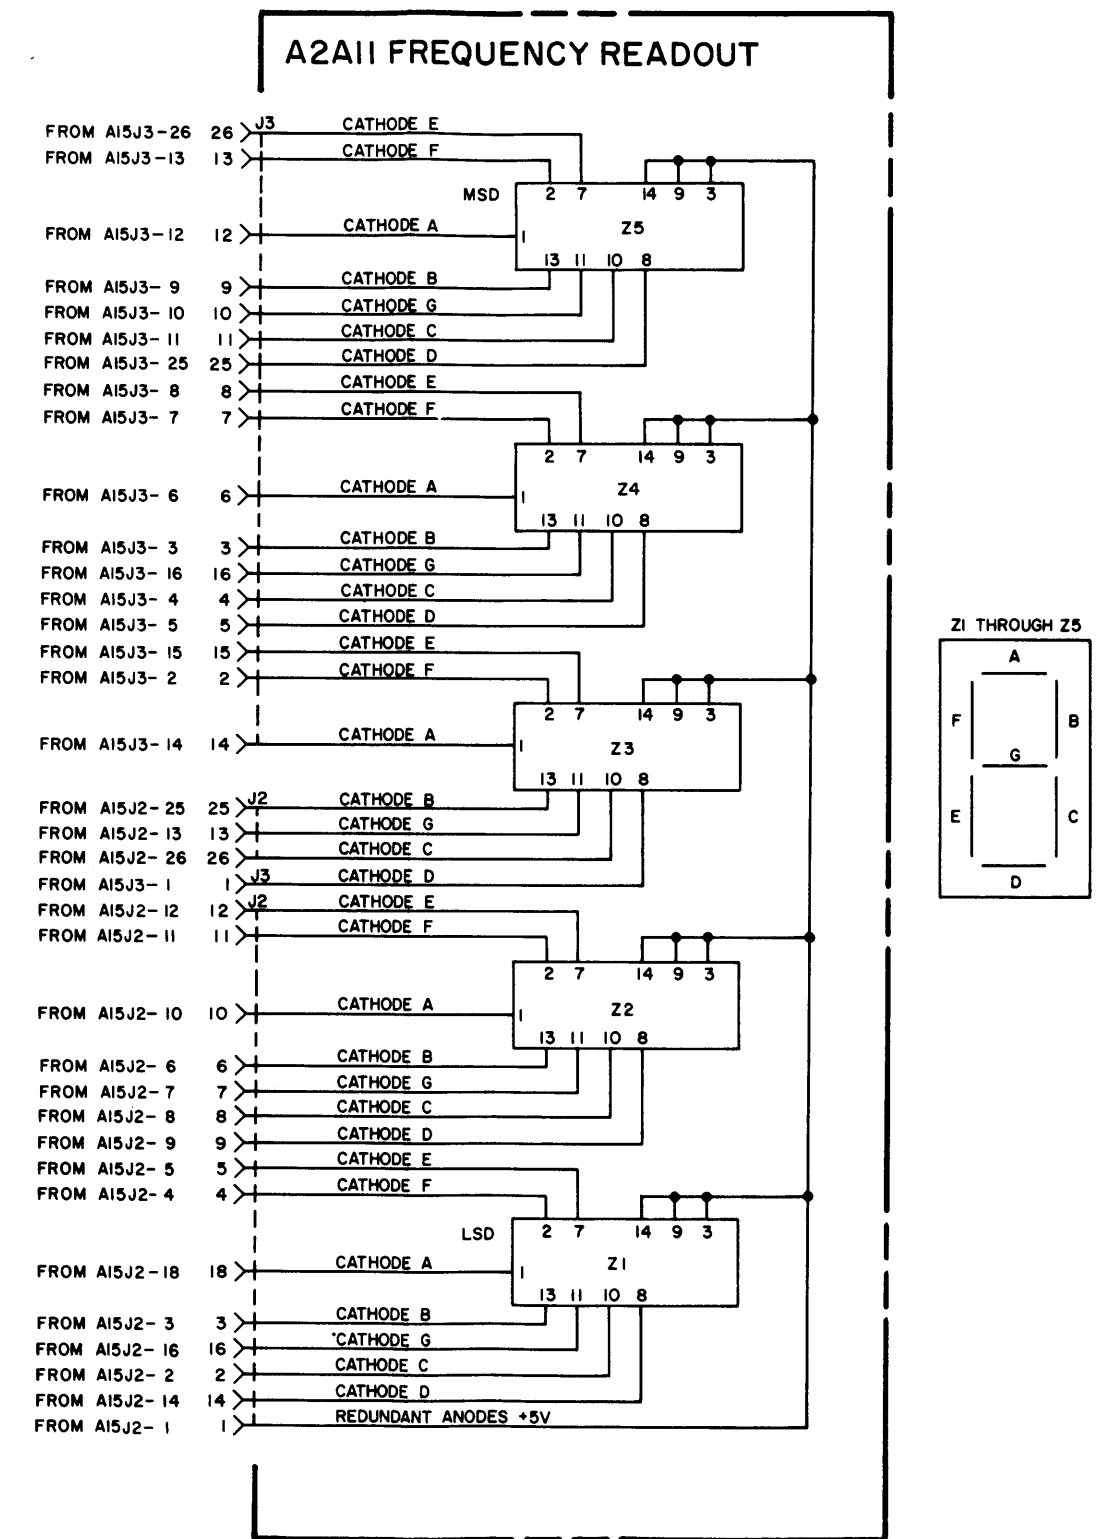 A2A11 FREQUENCY READOUT
FROM A15J3-26 26 J3 CATHODE E
FROM A15J3-13 13 CATHODE F
MSD 2 7 14 9 3
FROM A15J3-12 12 CATHODE A 1 Z5
13 11 10 8
FROM A15J3-9 9 CATHODE B
FROM A15J3-10 10 CATHODE G
FROM A15J3-11 11 CATHODE C
FROM A15J3-25 25 CATHODE D
FROM A15J3-8 8 CATHODE E
FROM A15J3-7 7 CATHODE F
2 7 14 9 3
FROM A15J3-6 6 CATHODE A 1 Z4
13 11 10 8
FROM A15J3-3 3 CATHODE B
FROM A15J3-16 16 CATHODE G
FROM A15J3-4 4 CATHODE C
FROM A15J3-5 5 CATHODE D
FROM A15J3-15 15 CATHODE E
FROM A15J3-2 2 CATHODE F
2 7 14 9 3
FROM A15J3-14 14 CATHODE A 1 Z3
13 11 10 8
FROM A15J2-25 25 J2 CATHODE B
FROM A15J2-13 13 CATHODE G
FROM A15J2-26 26 CATHODE C
FROM A15J3-1 1 J3 CATHODE D
FROM A15J2-12 12 J2 CATHODE E
FROM A15J2-11 11 CATHODE F
2 7 14 9 3
FROM A15J2-10 10 CATHODE A 1 Z2
13 11 10 8
FROM A15J2-6 6 CATHODE B
FROM A15J2-7 7 CATHODE G
FROM A15J2-8 8 CATHODE C
FROM A15J2-9 9 CATHODE D
FROM A15J2-5 5 CATHODE E
FROM A15J2-4 4 CATHODE F
LSD 2 7 14 9 3
FROM A15J2-18 18 CATHODE A 1 Z1
13 11 10 8
FROM A15J2-3 3 CATHODE B
FROM A15J2-16 16 CATHODE G
FROM A15J2-2 2 CATHODE C
FROM A15J2-14 14 CATHODE D
FROM A15J2-1 1 REDUNDANT ANODES +5V
Z1 THROUGH Z5
A
F B
G
E C
D